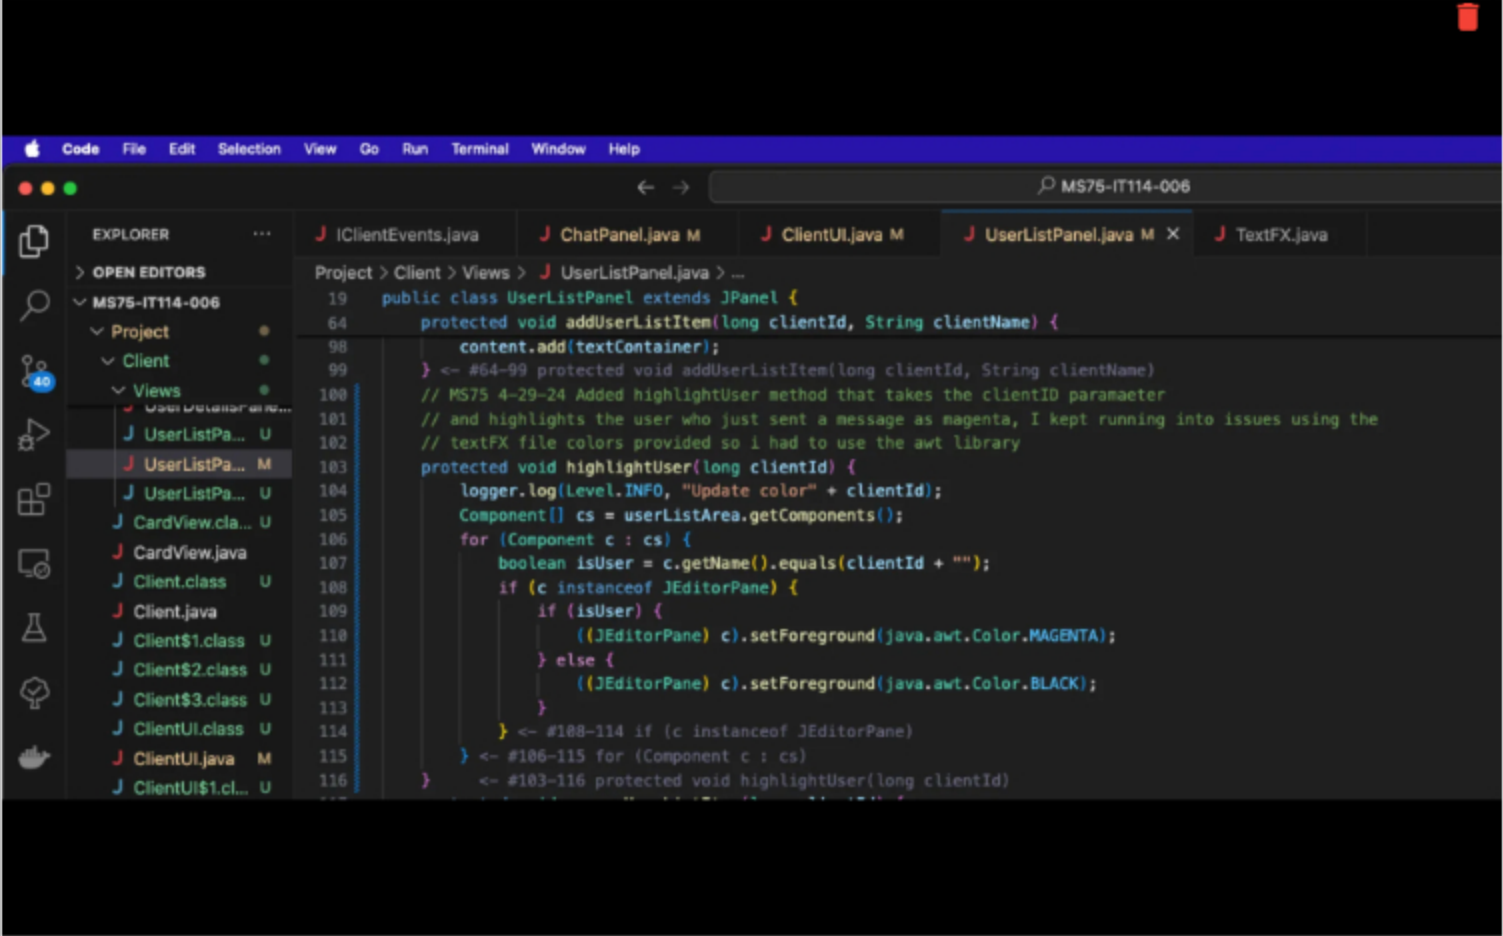 Code File Edit Selection View Go Run Terminal Window Help
MS75-IT114-006
EXPLORER ...
OPEN EDITORS
MS75-IT114-006
Project
Client
Views
UserDetailsPane...
UserListPa... U
UserListPa... M
UserListPa... U
CardView.cla... U
CardView.java
Client.class U
Client.java
Client$1.class U
Client$2.class U
Client$3.class U
ClientUI.class U
ClientUI.java M
ClientUI$1.cl... U
40
IClientEvents.java ChatPanel.java M ClientUI.java M UserListPanel.java M TextFX.java
Project > Client > Views > UserListPanel.java > ...
19 public class UserListPanel extends JPanel {
64 protected void addUserListItem(long clientId, String clientName) {
98 content.add(textContainer);
99 } <- #64-99 protected void addUserListItem(long clientId, String clientName)
100 // MS75 4-29-24 Added highlightUser method that takes the clientID paramaeter
101 // and highlights the user who just sent a message as magenta, I kept running into issues using the
102 // textFX file colors provided so i had to use the awt library
103 protected void highlightUser(long clientId) {
104 logger.log(Level.INFO, "Update color" + clientId);
105 Component[] cs = userListArea.getComponents();
106 for (Component c : cs) {
107 boolean isUser = c.getName().equals(clientId + "");
108 if (c instanceof JEditorPane) {
109 if (isUser) {
110 ((JEditorPane) c).setForeground(java.awt.Color.MAGENTA);
111 } else {
112 ((JEditorPane) c).setForeground(java.awt.Color.BLACK);
113 }
114 } <- #108-114 if (c instanceof JEditorPane)
115 } <- #106-115 for (Component c : cs)
116 } <- #103-116 protected void highlightUser(long clientId)